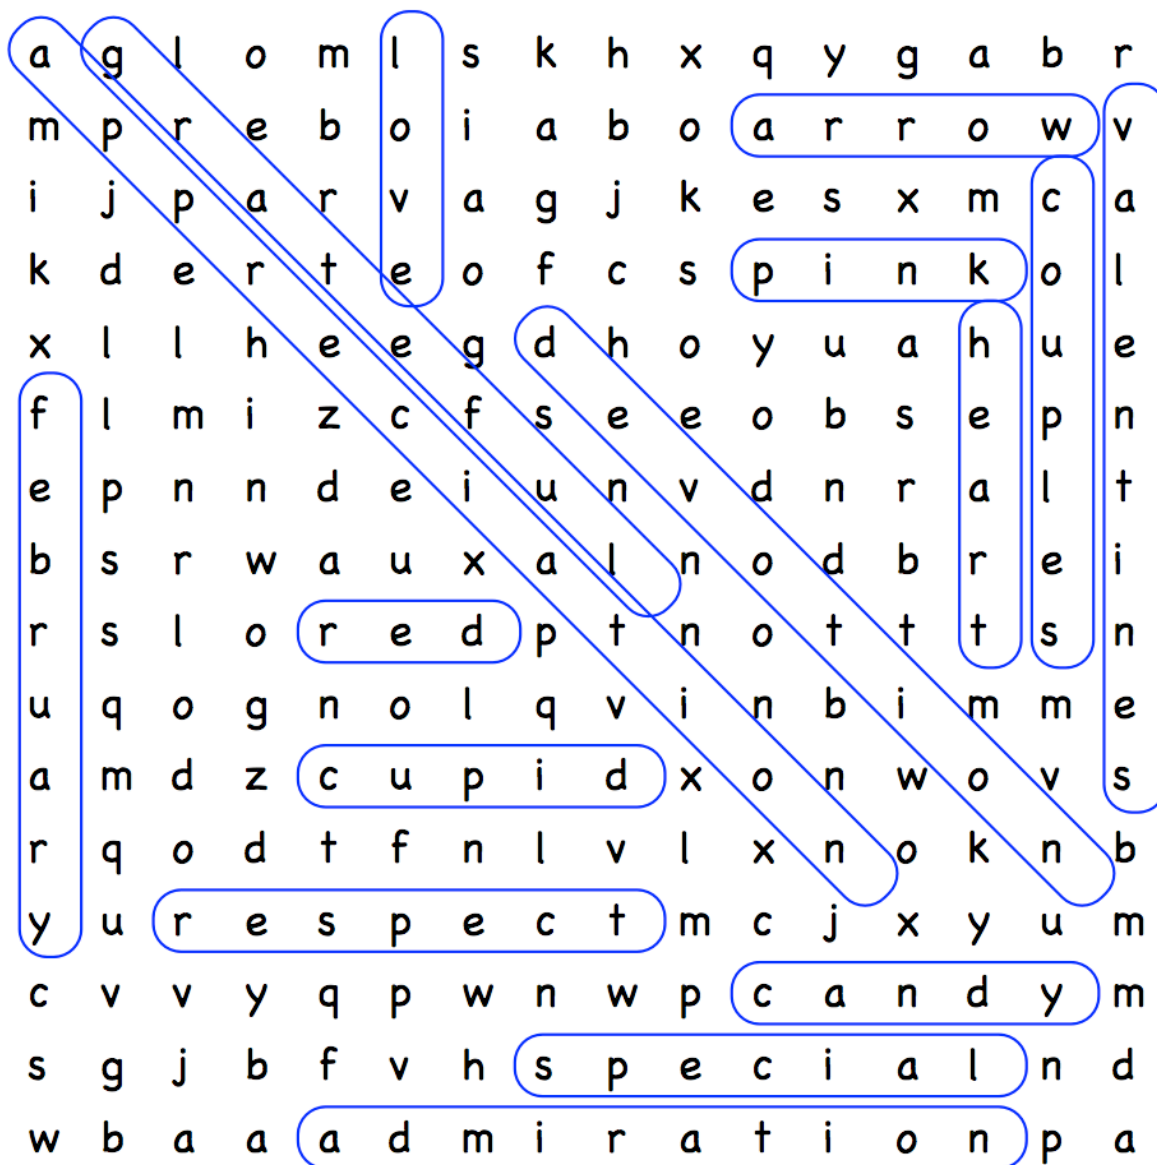 a g l o m l s k h x q y g a b r
m p r e b o i a b o a r r o w v
i j p a r v a g j k e s x m c a
k d e r t e o f c s p i n k o l
x l l h e e g d h o y u a h u e
f l m i z c f s e e o b s e p n
e p n n d e i u n v d n r a l t
b s r w a u x a l n o d b r e i
r s l o r e d p t n o t t t s n
u q o g n o l q v i n b i m m e
a m d z c u p i d x o n w o v s
r q o d t f n l v l x n o k n b
y u r e s p e c t m c j x y u m
c v v y q p w n w p c a n d y m
s g j b f v h s p e c i a l n d
w b a a a d m i r a t i o n p a